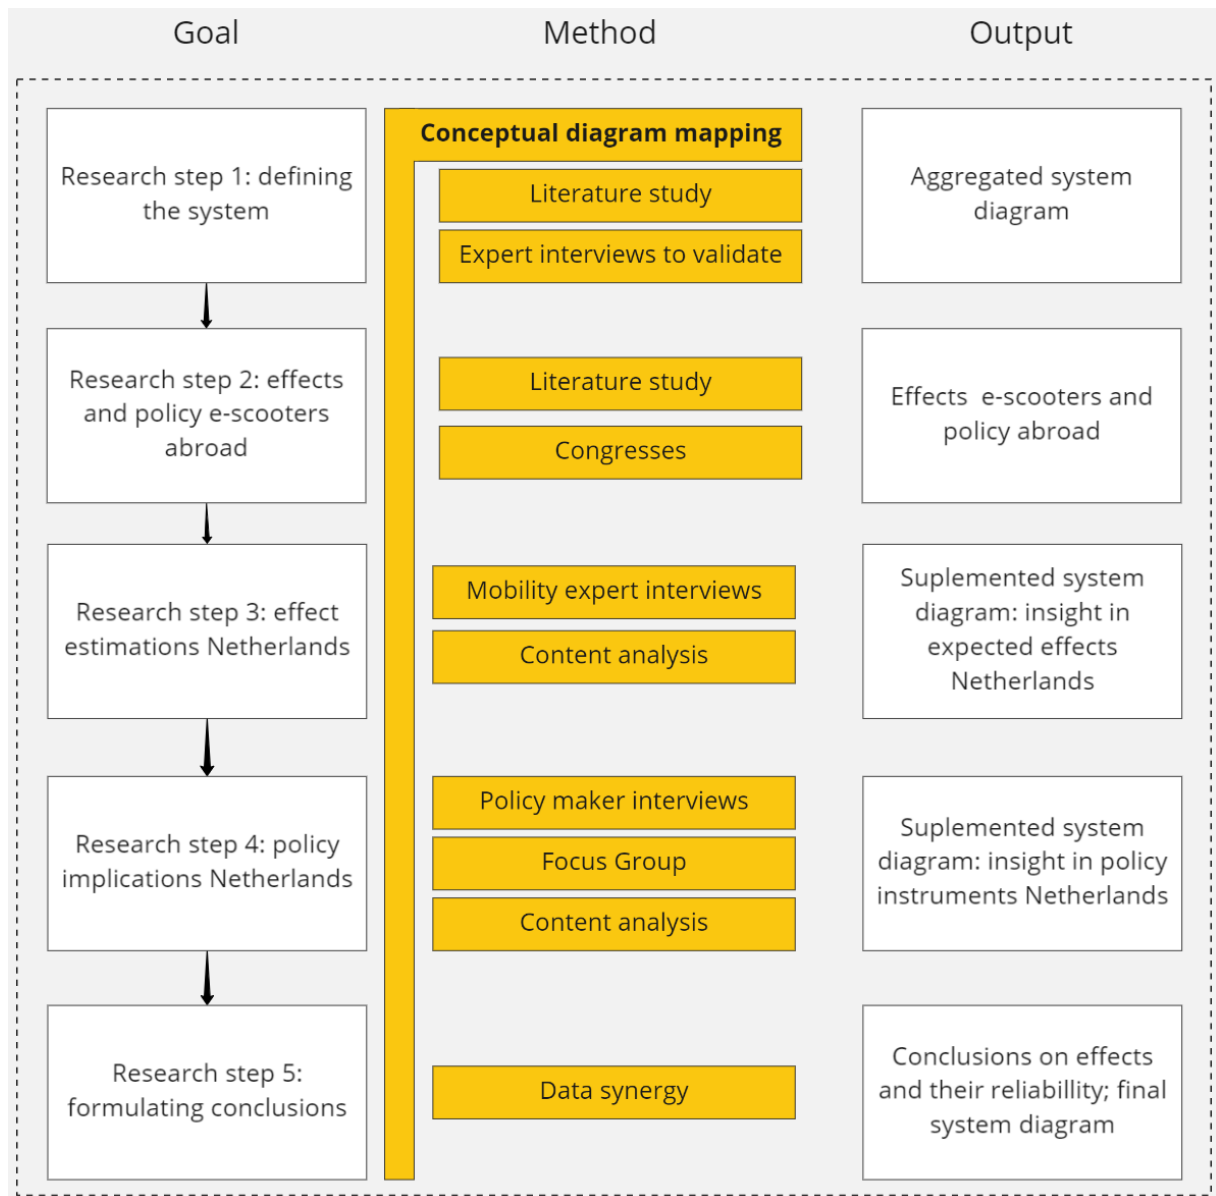 Goal
Method
Output
Research step 1: defining
the system
Conceptual diagram mapping
Literature study
Expert interviews to validate
Aggregated system
diagram
Research step 2: effects
and policy e-scooters
abroad
Literature study
Congresses
Effects e-scooters and
policy abroad
Research step 3: effect
estimations Netherlands
Mobility expert interviews
Content analysis
Suplemented system
diagram: insight in
expected effects
Netherlands
Research step 4: policy
implications Netherlands
Policy maker interviews
Focus Group
Content analysis
Suplemented system
diagram: insight in policy
instruments Netherlands
Research step 5:
formulating conclusions
Data synergy
Conclusions on effects
and their reliabillity; final
system diagram